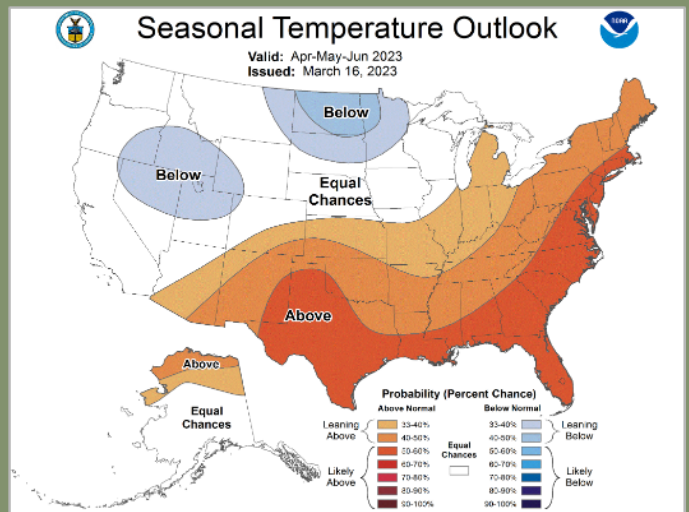 Seasonal Temperature Outlook
NOAA
Valid: Apr-May-Jun 2023
Issued: March 16, 2023
Below
Below
Equal
Chances
Above
Above
Equal
Chances
Probability (Percent Chance)
Above Normal
Below Normal
Leaning
Above
33-40%
40-50%
Likely
Above
50-60%
60-70%
70-80%
80-90%
90-100%
Equal
Chances
33-40%
40-50%
Leaning
Below
50-60%
60-70%
70-80%
80-90%
90-100%
Likely
Below